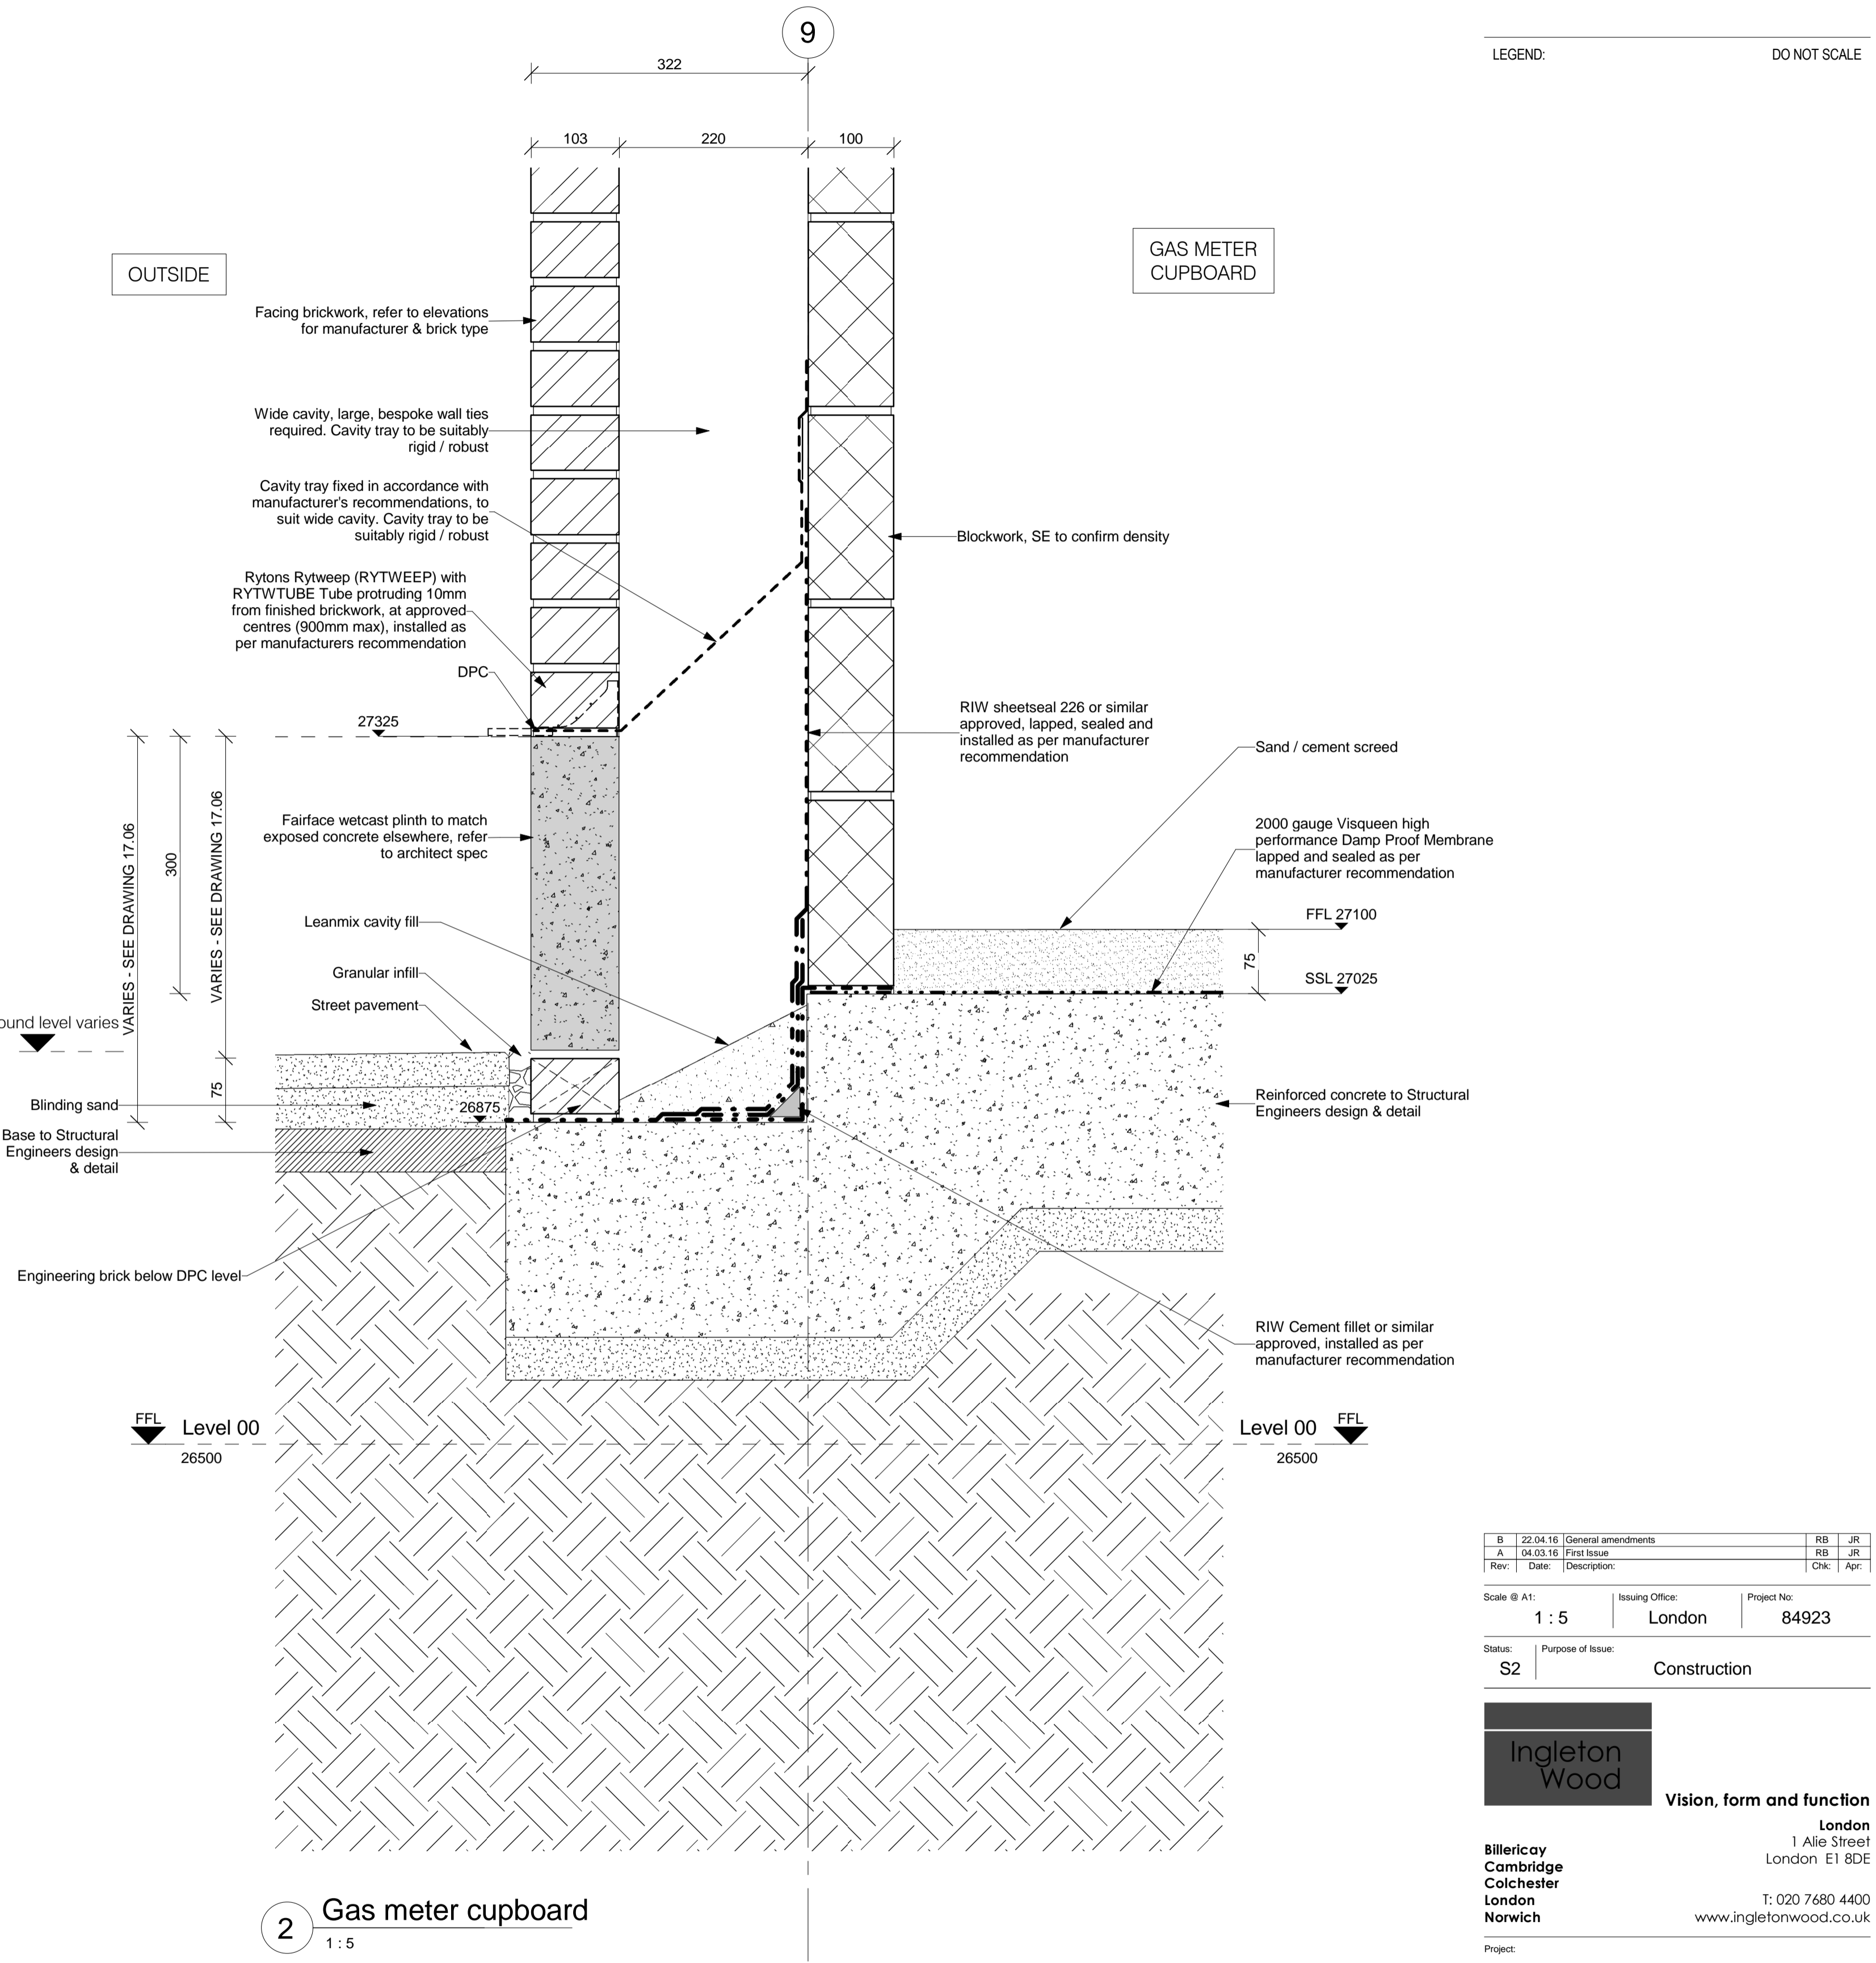 9
322
LEGEND:
DO NOT SCALE
103
220
100
OUTSIDE
GAS METER
CUPBOARD
Facing brickwork, refer to elevations
for manufacturer & brick type
Wide cavity, large, bespoke wall ties
required. Cavity tray to be suitably
rigid / robust
Cavity tray fixed in accordance with
manufacturer's recommendations, to
suit wide cavity. Cavity tray to be
suitably rigid / robust
Blockwork, SE to confirm density
Rytons Rytweep (RYTWEEP) with
RYTWTUBE Tube protruding 10mm
from finished brickwork, at approved
centres (900mm max), installed as
per manufacturers recommendation
DPC
27325
RIW sheetseal 226 or similar
approved, lapped, sealed and
installed as per manufacturer
recommendation
Sand / cement screed
VARIES - SEE DRAWING 17.06
300
VARIES - SEE DRAWING 17.06
75
Fairface wetcast plinth to match
exposed concrete elsewhere, refer
to architect spec
2000 gauge Visqueen high
performance Damp Proof Membrane
lapped and sealed as per
manufacturer recommendation
Leanmix cavity fill
FFL 27100
75
SSL 27025
Granular infill
Street pavement
level varies
Blinding sand
26875
Base to Structural
Engineers design
& detail
Reinforced concrete to Structural
Engineers design & detail
Engineering brick below DPC level
RIW Cement fillet or similar
approved, installed as per
manufacturer recommendation
FFL
Level 00
26500
Level 00
FFL
26500
2
Gas meter cupboard
1 : 5
B 22.04.16 General amendments RB JR
A 04.03.16 First Issue RB JR
Rev: Date: Description: Chk: Apr:
Scale @ A1:
1 : 5
Issuing Office:
London
Project No:
84923
Status:
S2
Purpose of Issue:
Construction
Ingleton
Wood
Vision, form and function
London
1 Alie Street
London E1 8DE
T: 020 7680 4400
www.ingletonwood.co.uk
Billericay
Cambridge
Colchester
London
Norwich
Project: